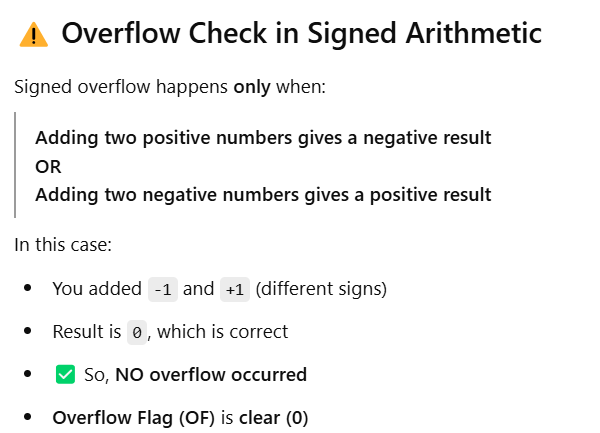 ⚠️ Overflow Check in Signed Arithmetic
Signed overflow happens only when:
Adding two positive numbers gives a negative result
OR
Adding two negative numbers gives a positive result
In this case:
• You added -1 and +1 (different signs)
• Result is 0, which is correct
• ✅ So, NO overflow occurred
• Overflow Flag (OF) is clear (0)